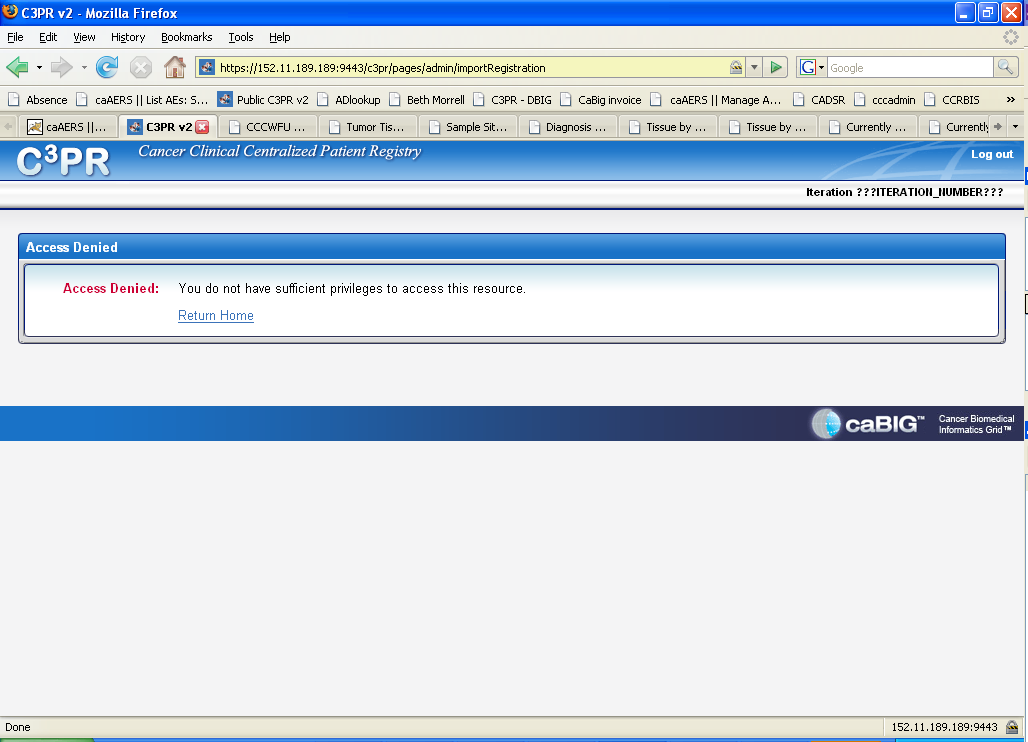 C3PR v2 - Mozilla Firefox
File Edit View History Bookmarks Tools Help
https://152.11.189.189:9443/c3pr/pages/admin/importRegistration
G Google
Absence caAERS || List AEs: S... Public C3PR v2 ADlookup Beth Morrell C3PR - DBIG CaBig invoice caAERS || Manage A... CADSR cccadmin CCRBIS »
caAERS ||... C3PR v2 CCCWFU ... Tumor Tis... Sample Sit... Diagnosis ... Tissue by ... Tissue by ... Currently ... Currently
C3PR Cancer Clinical Centralized Patient Registry Log out
Iteration ???ITERATION_NUMBER???
Access Denied
Access Denied: You do not have sufficient privileges to access this resource.
Return Home
caBIG™ Cancer Biomedical
Informatics Grid™
Done 152.11.189.189:9443